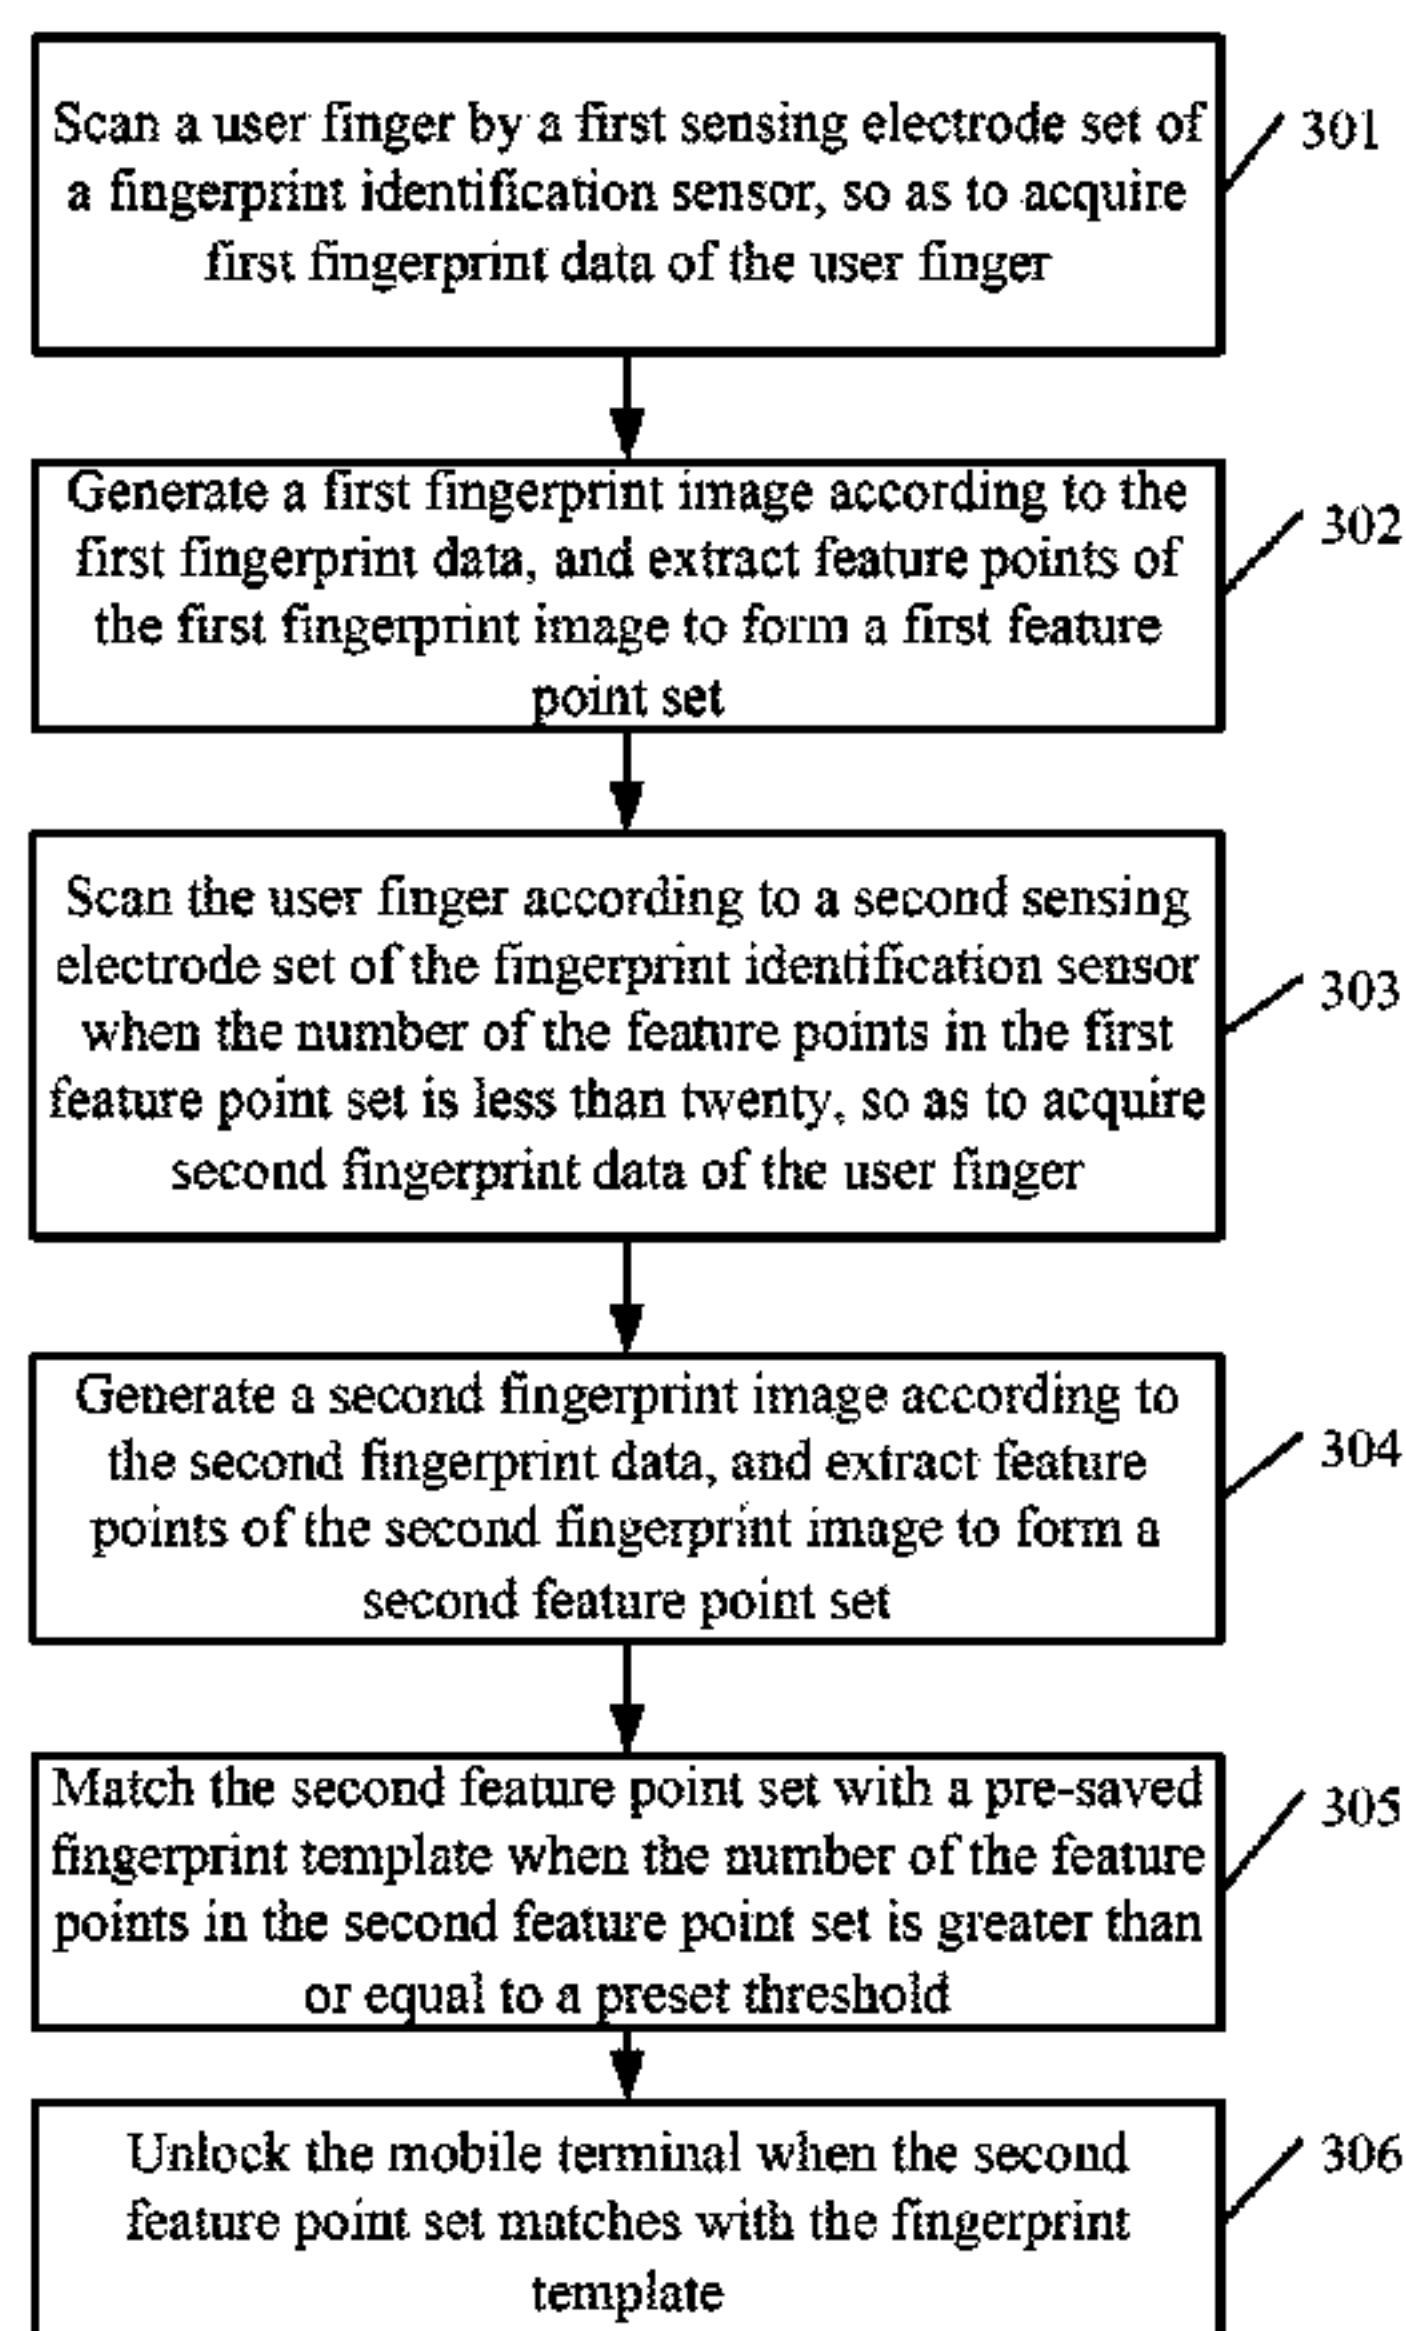 Scan a user finger by a first sensing electrode set of
a fingerprint identification sensor, so as to acquire
first fingerprint data of the user finger
301
Generate a first fingerprint image according to the
first fingerprint data, and extract feature points of
the first fingerprint image to form a first feature
point set
302
Scan the user finger according to a second sensing
electrode set of the fingerprint identification sensor
when the number of the feature points in the first
feature point set is less than twenty, so as to acquire
second fingerprint data of the user finger
303
Generate a second fingerprint image according to
the second fingerprint data, and extract feature
points of the second fingerprint image to form a
second feature point set
304
Match the second feature point set with a pre-saved
fingerprint template when the number of the feature
points in the second feature point set is greater than
or equal to a preset threshold
305
Unlock the mobile terminal when the second
feature point set matches with the fingerprint
template
306